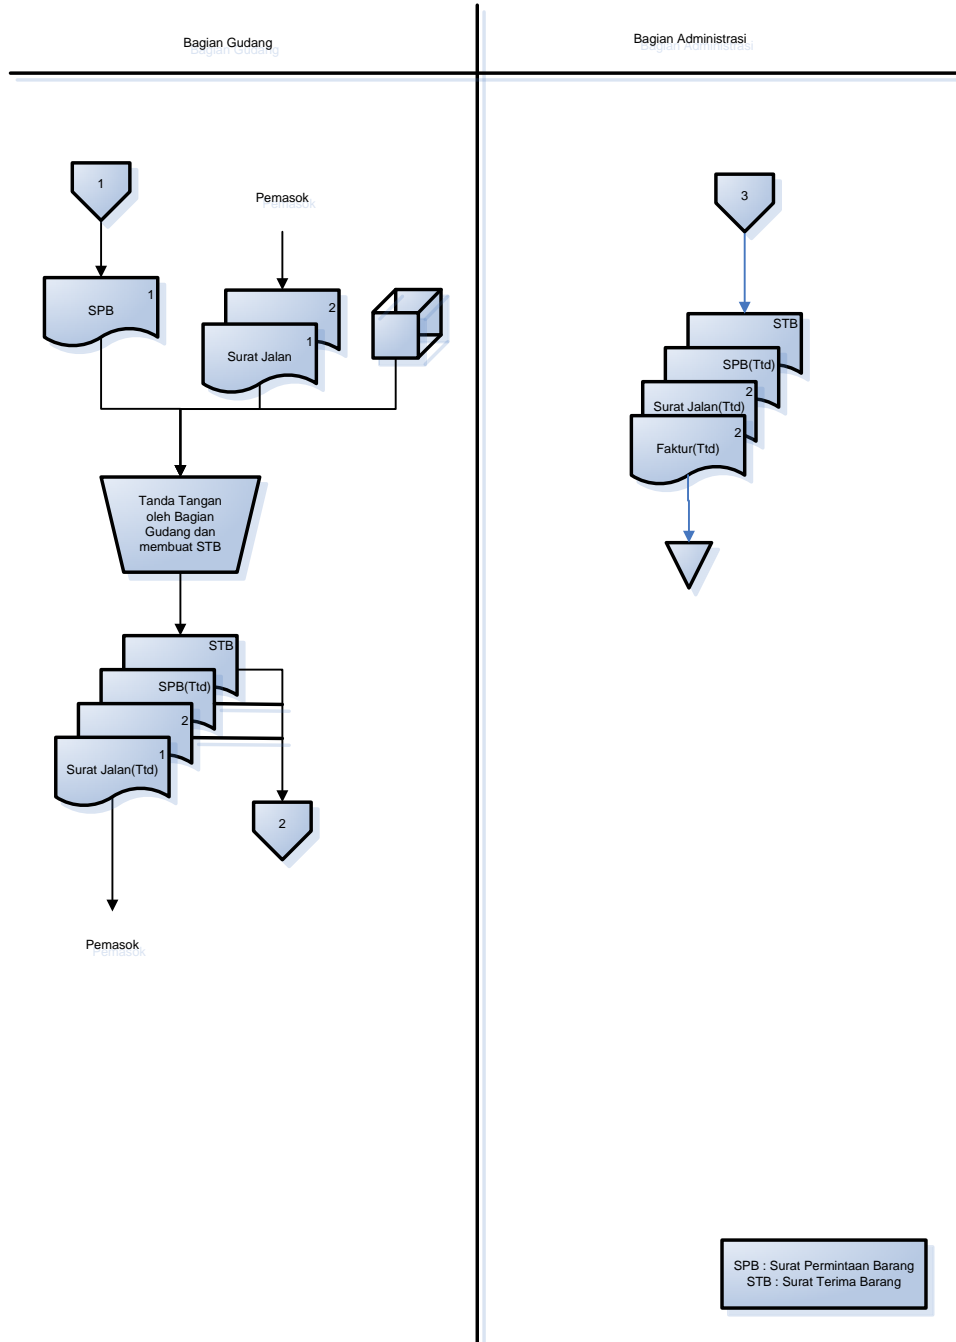 Bagian Gudang
Bagian Administrasi
1
Pemasok
SPB
1
2
Surat Jalan
1
Tanda Tangan
oleh Bagian
Gudang dan
membuat STB
STB
SPB(Ttd)
2
Surat Jalan(Ttd)
1
2
Pemasok
3
STB
SPB(Ttd)
2
Surat Jalan(Ttd)
2
Faktur(Ttd)
SPB : Surat Permintaan Barang
STB : Surat Terima Barang